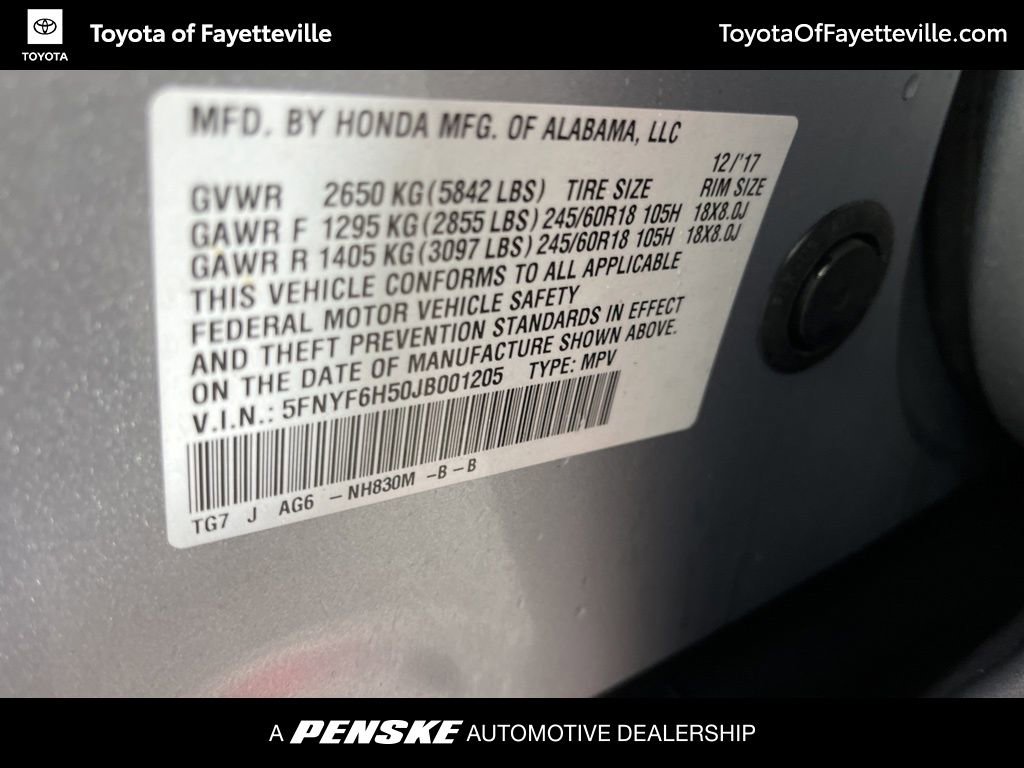 TOYOTA
Toyota of Fayetteville
ToyotaOfFayetteville.com
MFD. BY HONDA MFG. OF ALABAMA, LLC
12/'17
GVWR 2650 KG(5842 LBS) TIRE SIZE RIM SIZE
GAWR F 1295 KG(2855 LBS) 245/60R18 105H 18X8.0J
GAWR R 1405 KG(3097 LBS) 245/60R18 105H 18X8.0J
THIS VEHICLE CONFORMS TO ALL APPLICABLE
FEDERAL MOTOR VEHICLE SAFETY
AND THEFT PREVENTION STANDARDS IN EFFECT
ON THE DATE OF MANUFACTURE SHOWN ABOVE.
V.I.N.: 5FNYF6H50JB001205 TYPE: MPV
TG7 J AG6 -NH830M -B-B
A PENSKE AUTOMOTIVE DEALERSHIP